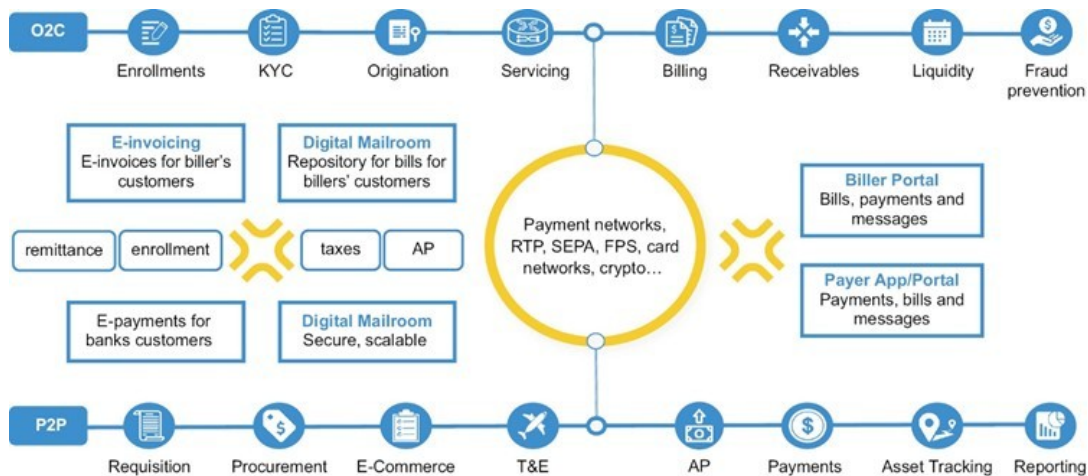 O2C
Enrollments
KYC
Origination
Servicing
Billing
Receivables
Liquidity
Fraud
prevention
E-invoicing
E-invoices for biller's
customers
Digital Mailroom
Repository for bills for
billers' customers
remittance
enrollment
taxes
AP
E-payments for
banks customers
Digital Mailroom
Secure, scalable
Payment networks,
RTP, SEPA, FPS, card
networks, crypto...
Biller Portal
Bills, payments and
messages
Payer App/Portal
Payments, bills and
messages
P2P
Requisition
Procurement
E-Commerce
T&E
AP
Payments
Asset Tracking
Reporting